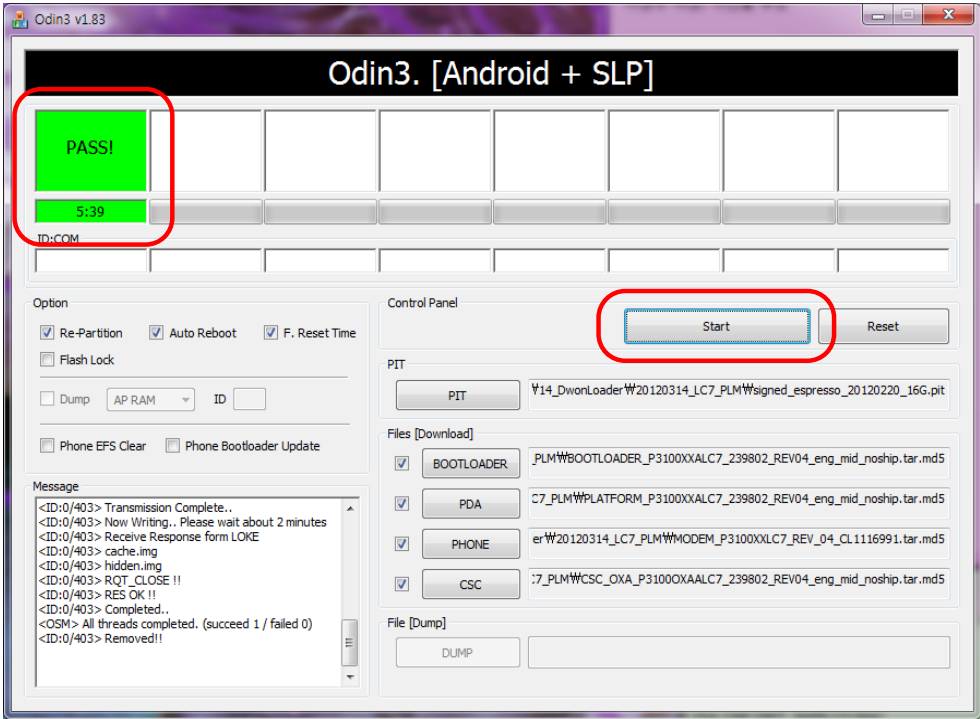 Odin3 v1.83
Odin3. [Android + SLP]
PASS!
5:39
ID:COM
Option
Re-Partition Auto Reboot F. Reset Time
Flash Lock
Dump AP RAM ID
Phone EFS Clear Phone Bootloader Update
Message
<ID:0/403> Transmission Complete..
<ID:0/403> Now Writing.. Please wait about 2 minutes
<ID:0/403> Receive Response form LOKE
<ID:0/403> cache.img
<ID:0/403> hidden.img
<ID:0/403> RQT_CLOSE !!
<ID:0/403> RES OK !!
<ID:0/403> Completed..
<OSM> All threads completed. (succeed 1 / failed 0)
<ID:0/403> Removed!!
Control Panel
Start Reset
PIT
PIT ₩14_DwonLoader₩20120314_LC7_PLM₩signed_espresso_20120220_16G.pit
Files [Download]
BOOTLOADER _PLM₩BOOTLOADER_P3100XXALC7_239802_REV04_eng_mid_noship.tar.md5
PDA C7_PLM₩PLATFORM_P3100XXALC7_239802_REV04_eng_mid_noship.tar.md5
PHONE er₩20120314_LC7_PLM₩MODEM_P3100XXLC7_REV_04_CL1116991.tar.md5
CSC :7_PLM₩CSC_OXA_P3100OXAALC7_239802_REV04_eng_mid_noship.tar.md5
File [Dump]
DUMP